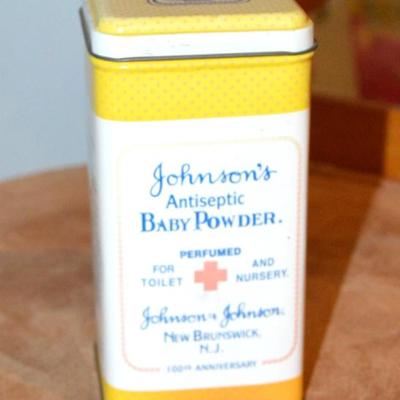 Johnson's
Antiseptic
BABY POWDER.
PERFUMED
FOR AND
TOILET NURSERY.
Johnson & Johnson,
NEW BRUNSWICK,
N.J.
100TH ANNIVERSARY